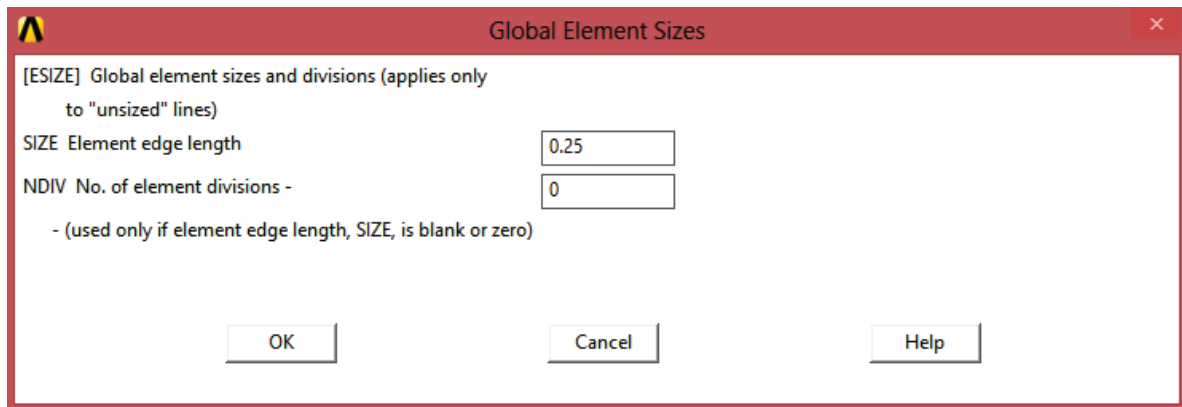 Global Element Sizes
[ESIZE] Global element sizes and divisions (applies only
to "unsized" lines)
SIZE Element edge length 0.25
NDIV No. of element divisions - 0
- (used only if element edge length, SIZE, is blank or zero)
OK Cancel Help